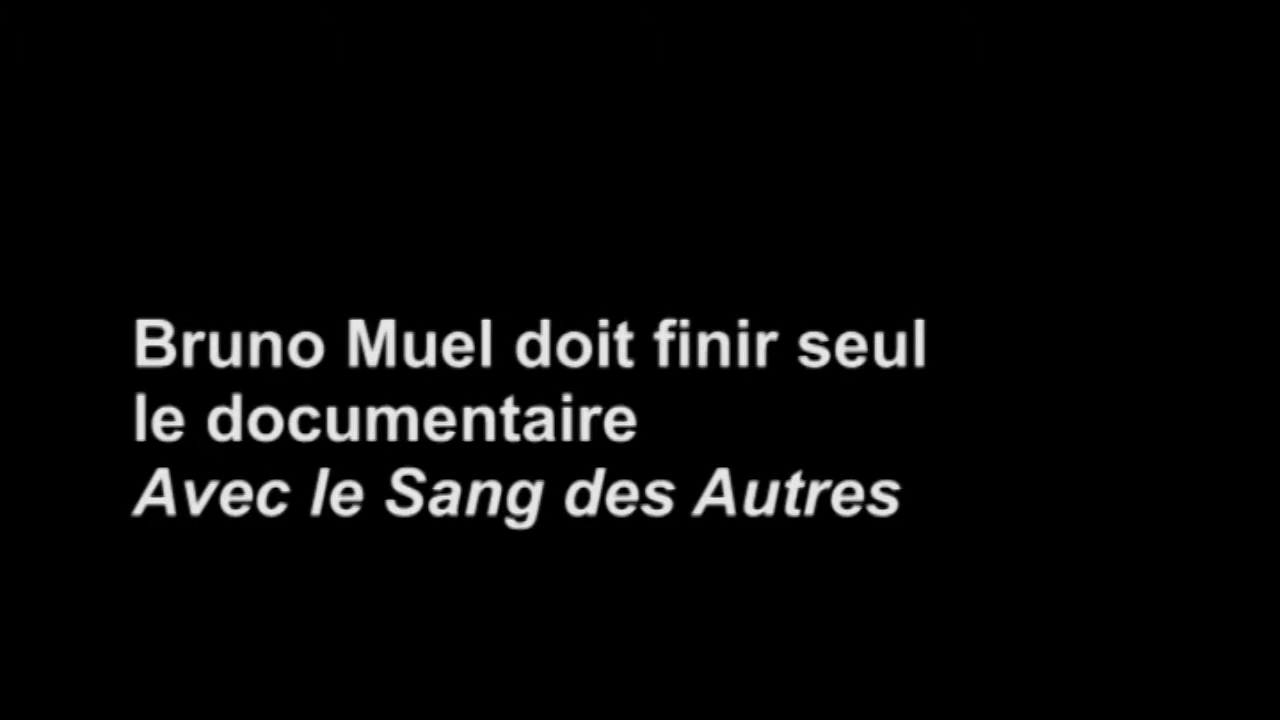 Bruno Muel doit finir seul
le documentaire
Avec le Sang des Autres